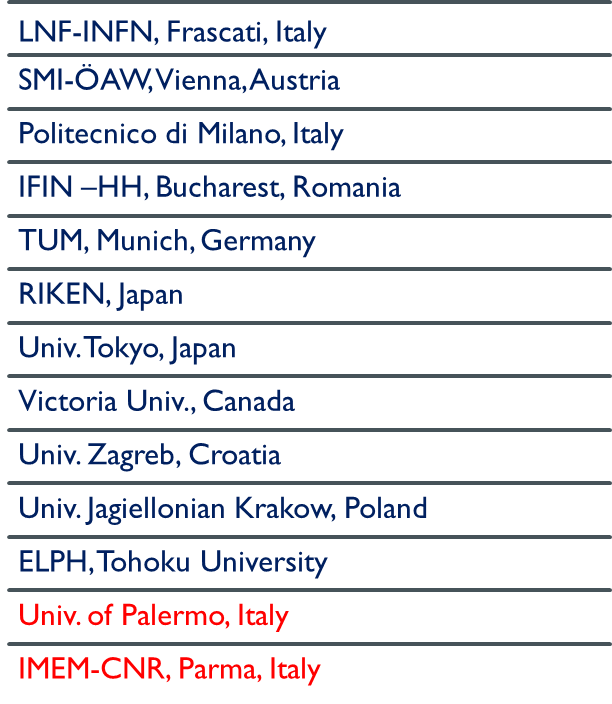 LNF-INFN, Frascati, Italy
SMI-ÖAW, Vienna, Austria
Politecnico di Milano, Italy
IFIN –HH, Bucharest, Romania
TUM, Munich, Germany
RIKEN, Japan
Univ. Tokyo, Japan
Victoria Univ., Canada
Univ. Zagreb, Croatia
Univ. Jagiellonian Krakow, Poland
ELPH, Tohoku University
Univ. of Palermo, Italy
IMEM-CNR, Parma, Italy